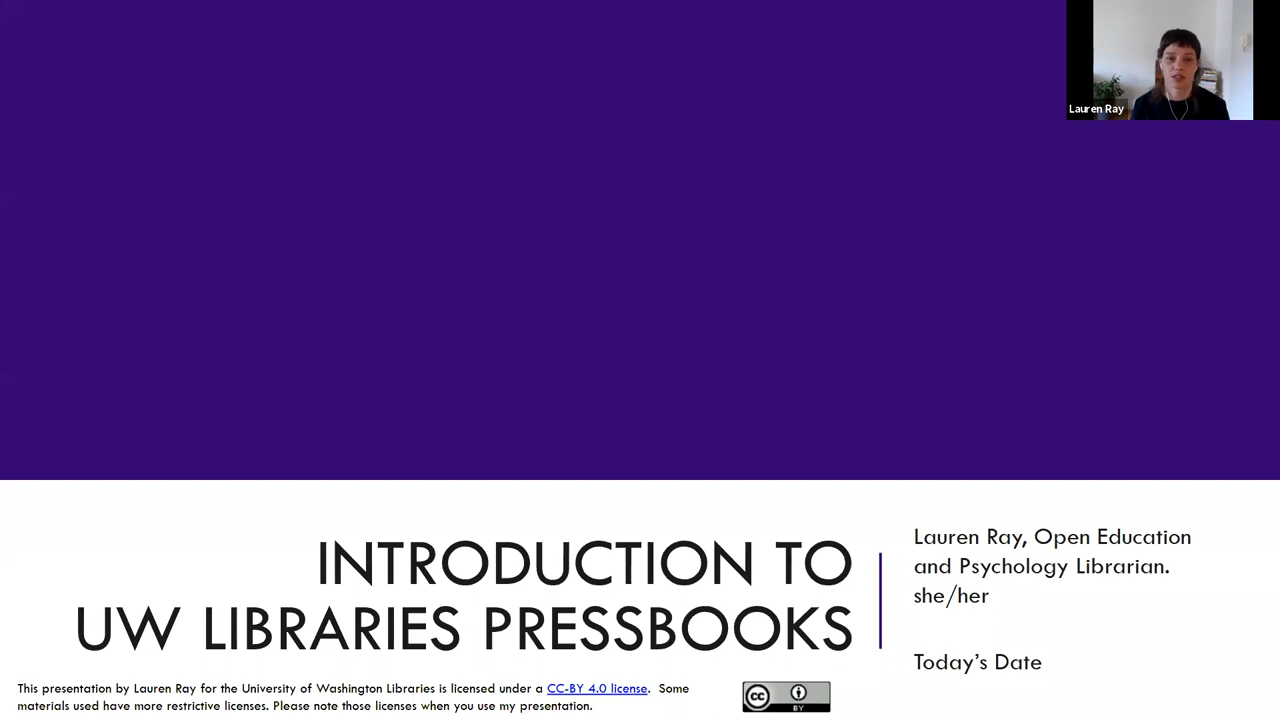 Lauren Ray
INTRODUCTION TO
UW LIBRARIES PRESSBOOKS
Lauren Ray, Open Education
and Psychology Librarian.
she/her
Today's Date
This presentation by Lauren Ray for the University of Washington Libraries is licensed under a CC-BY 4.0 license. Some
materials used have more restrictive licenses. Please note those licenses when you use my presentation.
cc
BY